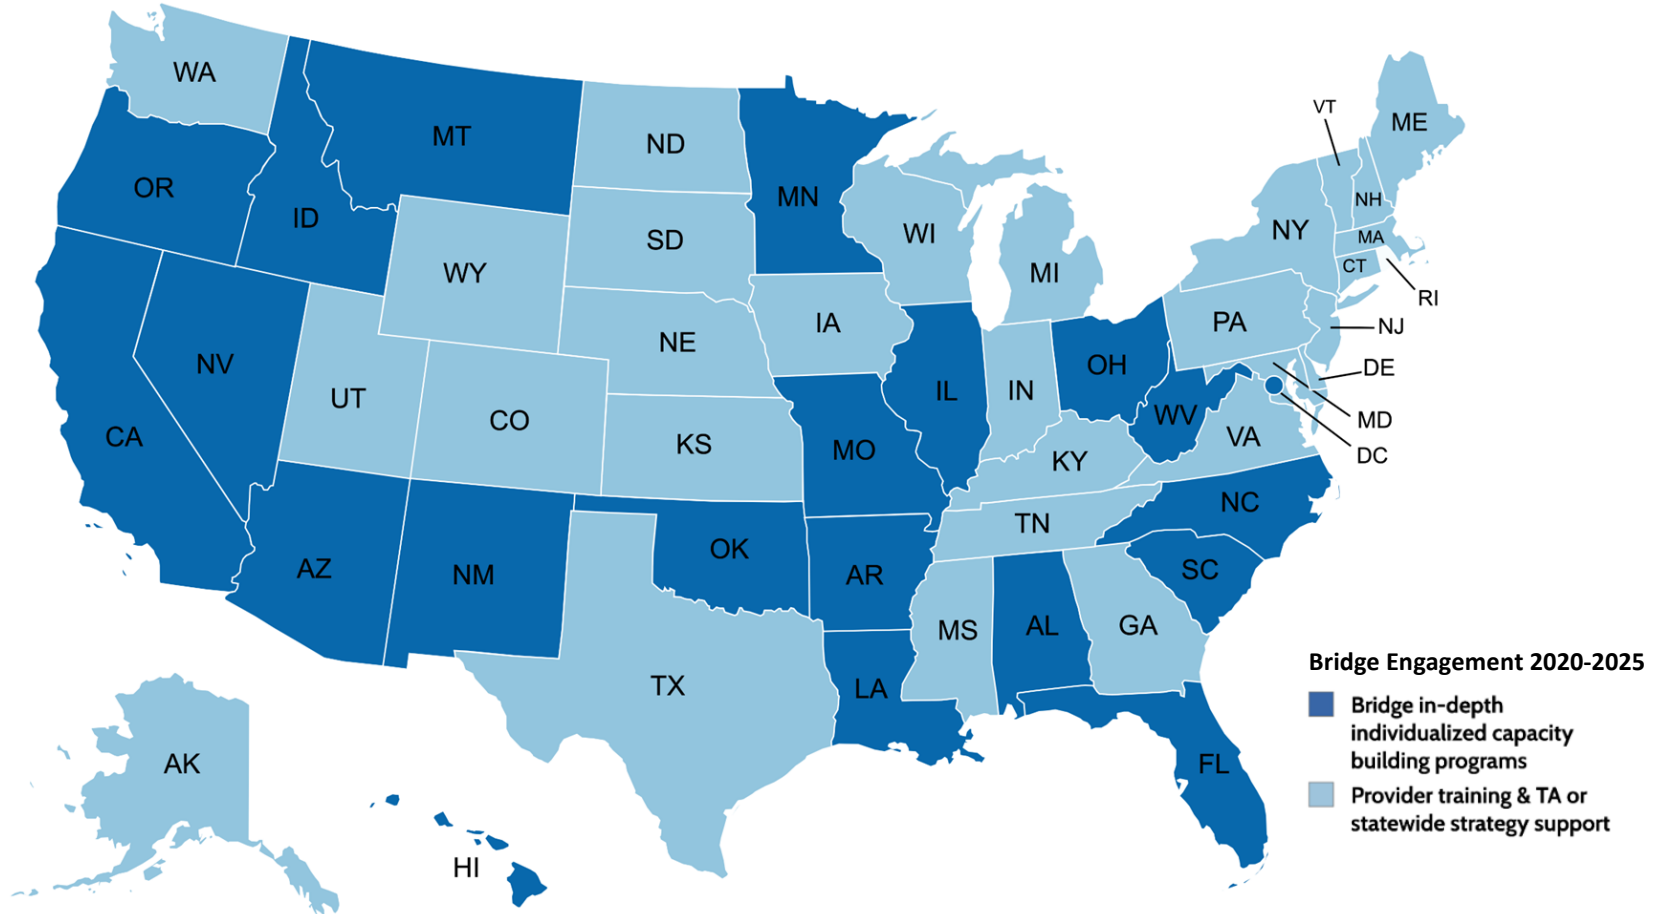 WA
VT
ME
MT
ND
OR
MN
NH
ID
WI
NY
MA
SD
CT
WY
MI
RI
IA
PA
NJ
NE
NV
OH
DE
UT
IL
IN
CO
WV
MD
CA
VA
KS
MO
DC
KY
NC
TN
OK
AZ
NM
AR
SC
MS
AL
GA
TX
LA
Bridge Engagement 2020-2025
Bridge in-depth
individualized capacity
building programs
Provider training & TA or
statewide strategy support
AK
FL
HI